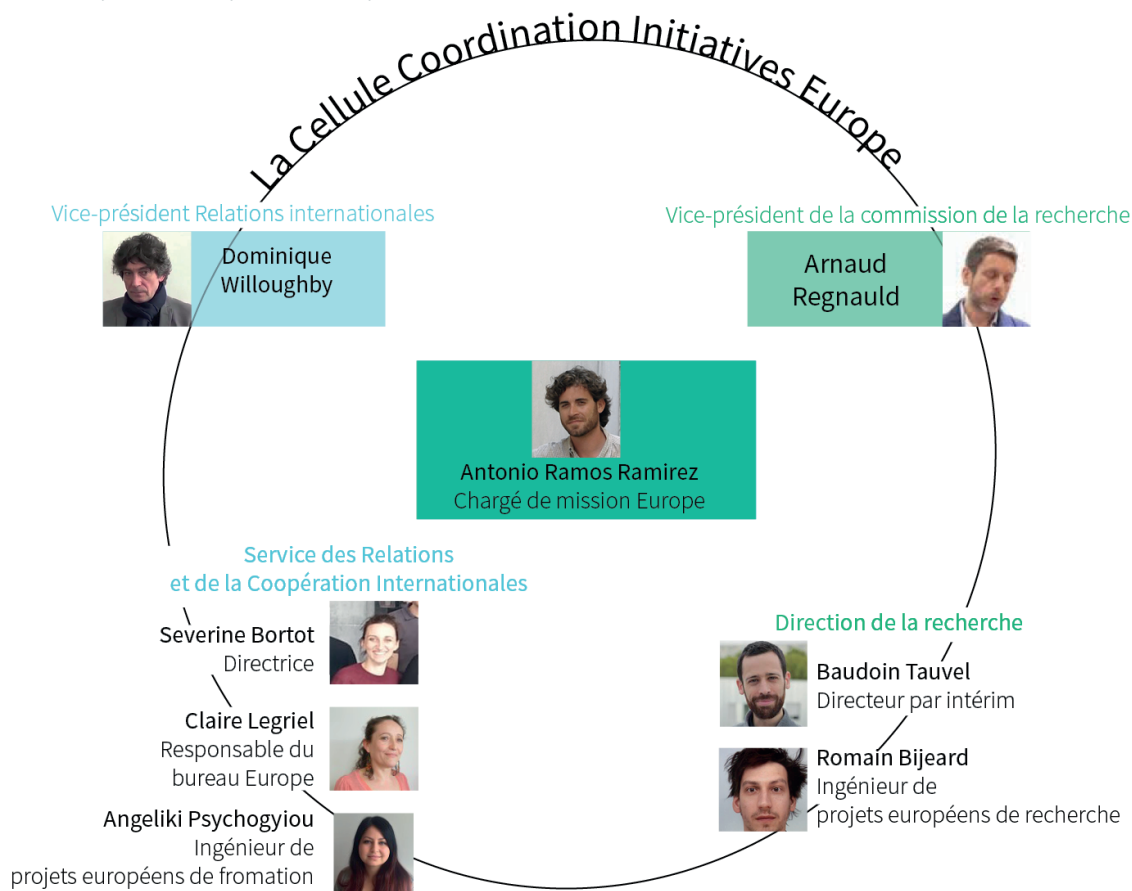 La Cellule Coordination Initiatives Europe
Vice-président Relations internationales
Dominique
Willoughby
Vice-président de la commission de la recherche
Arnaud
Regnauld
Antonio Ramos Ramirez
Chargé de mission Europe
Service des Relations
et de la Coopération Internationales
Severine Bortot
Directrice
Claire Legriel
Responsable du
bureau Europe
Angeliki Psychogyiou
Ingénieur de
projets européens de fromation
Direction de la recherche
Baudoin Tauvel
Directeur par intérim
Romain Bijeard
Ingénieur de
projets européens de recherche